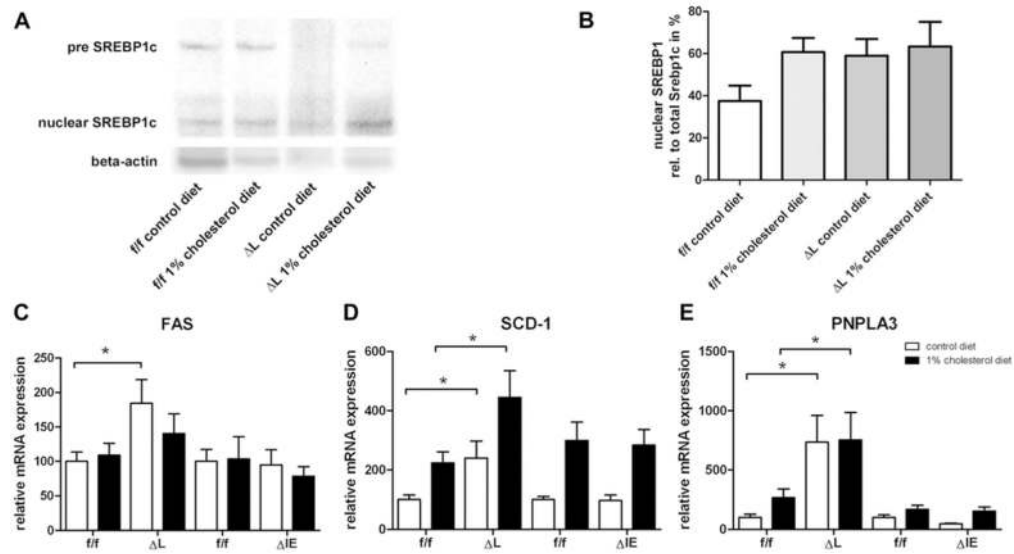 A
pre SREBP1c
nuclear SREBP1c
beta-actin
f/f control diet
f/f 1% cholesterol diet
ΔL control diet
ΔL 1% cholesterol diet
B
nuclear SREBP1
rel. to total Srebp1c in %
80
60
40
20
0
f/f control diet
f/f 1% cholesterol diet
ΔL control diet
ΔL 1% cholesterol diet
C
FAS
relative mRNA expression
250
200
150
100
50
0
*
f/f ΔL f/f ΔIE
D
SCD-1
relative mRNA expression
600
400
200
0
*
*
f/f ΔL f/f ΔIE
E
PNPLA3
relative mRNA expression
1500
1000
500
0
*
*
control diet
1% cholesterol diet
f/f ΔL f/f ΔIE